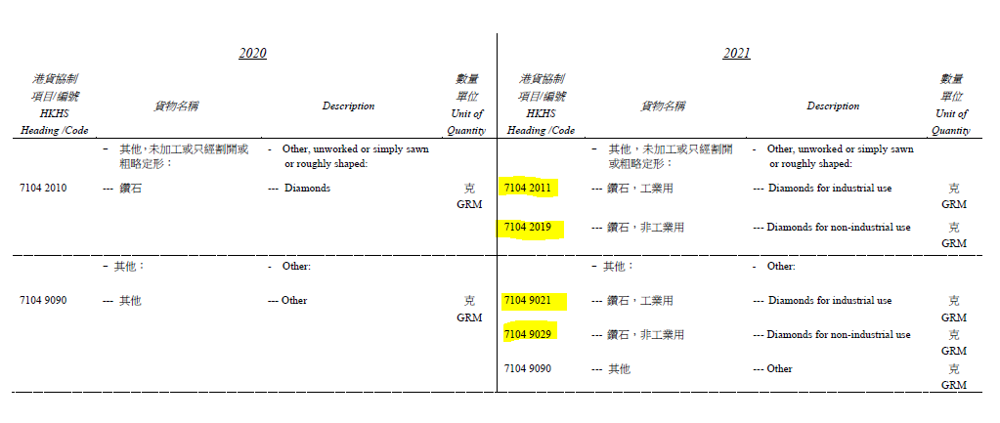 2020
2021
港貨協制
項目/編號
HKHS
Heading /Code
貨物名稱
Description
數量
單位
Unit of
Quantity
港貨協制
項目/編號
HKHS
Heading /Code
貨物名稱
Description
數量
單位
Unit of
Quantity
－ 其他，未加工或只經割開或
粗略定形：
- Other, unworked or simply sawn
or roughly shaped:
－ 其他，未加工或只經割開
或粗略定形：
- Other, unworked or simply sawn
or roughly shaped:
7104 2010 --- 鑽石 --- Diamonds 克
GRM
7104 2011 --- 鑽石，工業用 --- Diamonds for industrial use 克
GRM
7104 2019 --- 鑽石，非工業用 --- Diamonds for non-industrial use 克
GRM
－ 其他： - Other:
－ 其他： - Other:
7104 9090 --- 其他 --- Other 克
GRM
7104 9021 --- 鑽石，工業用 --- Diamonds for industrial use 克
GRM
7104 9029 --- 鑽石，非工業用 --- Diamonds for non-industrial use 克
GRM
7104 9090 --- 其他 --- Other 克
GRM